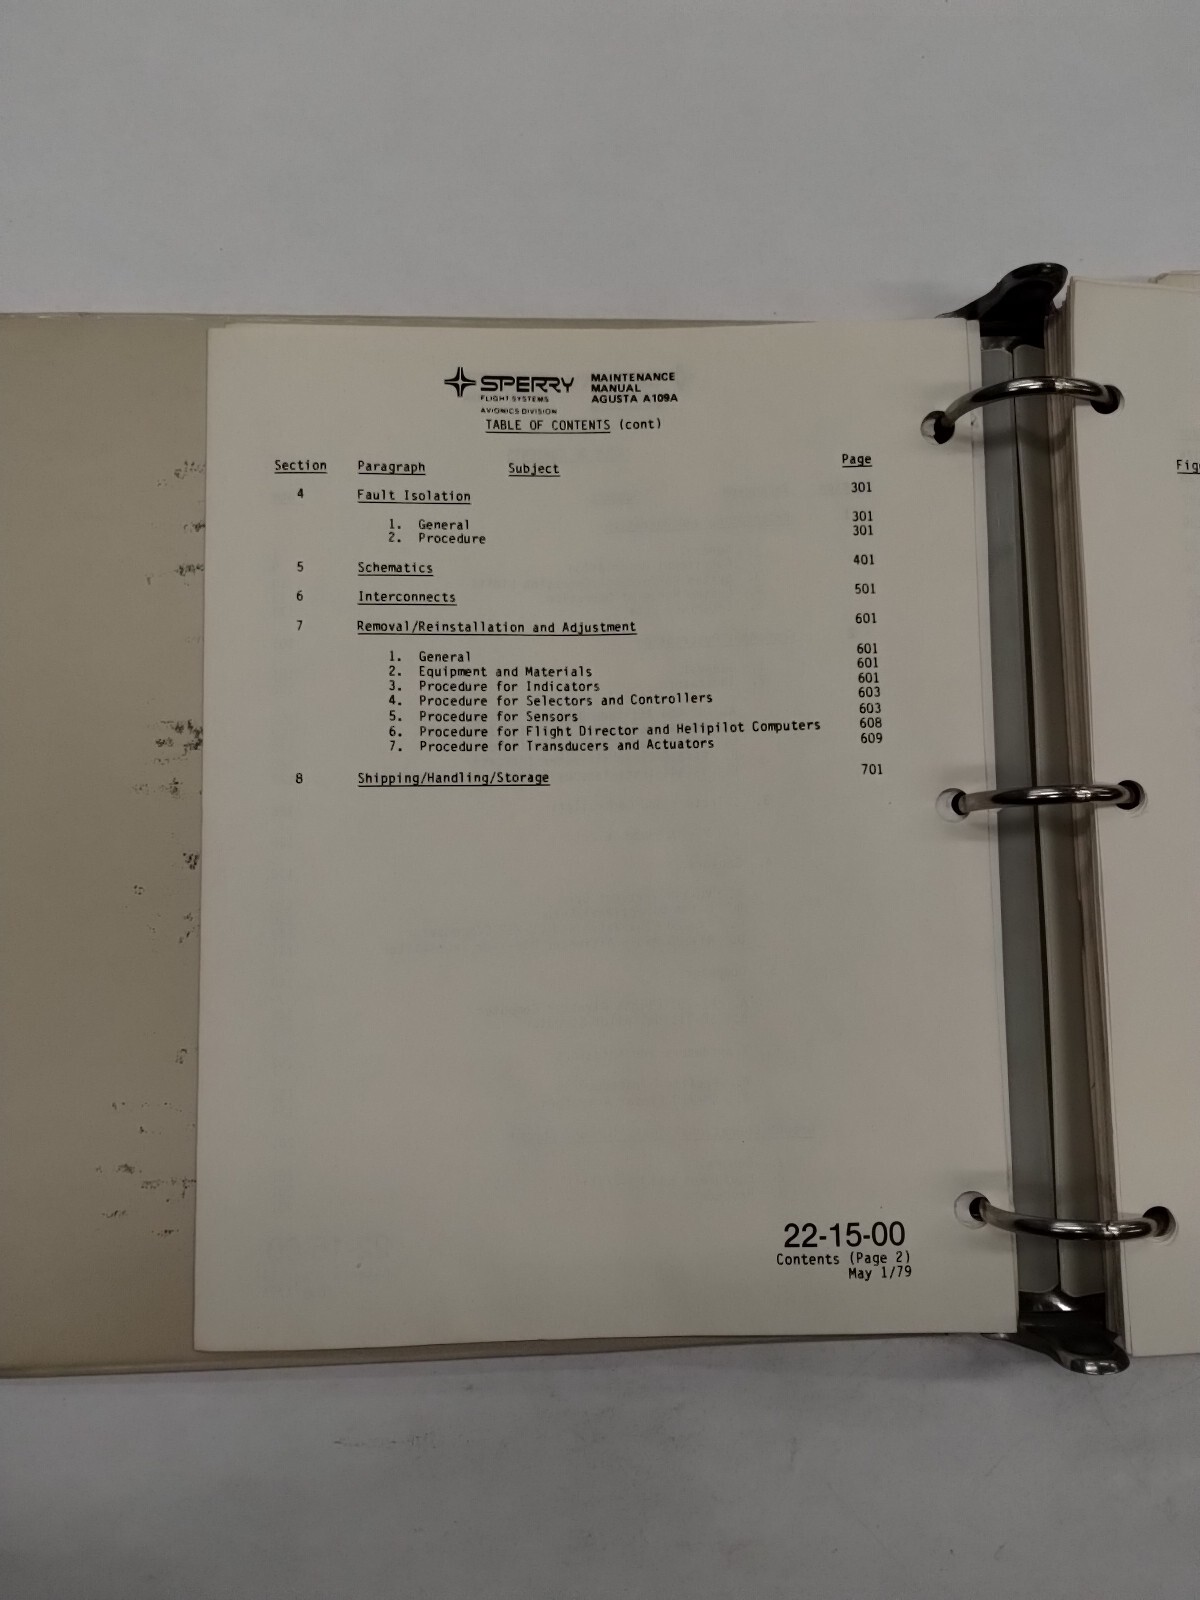 SPERRY
FLIGHT SYSTEMS
AVIONICS DIVISION
MAINTENANCE
MANUAL
AGUSTA A109A
TABLE OF CONTENTS (cont)
Section Paragraph Subject Page
4 Fault Isolation 301
1. General 301
2. Procedure 301
5 Schematics 401
6 Interconnects 501
7 Removal/Reinstallation and Adjustment 601
1. General 601
2. Equipment and Materials 601
3. Procedure for Indicators 601
4. Procedure for Selectors and Controllers 603
5. Procedure for Sensors 603
6. Procedure for Flight Director and Helipilot Computers 608
7. Procedure for Transducers and Actuators 609
8 Shipping/Handling/Storage 701
22-15-00
Contents (Page 2)
May 1/79
Fig